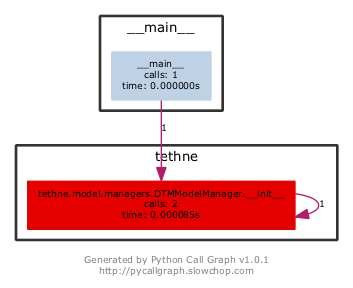 __main__
__main__
calls: 1
time: 0.000000s
1
tethne
tethne.model.managers.DTMModelManager.__init__
calls: 2
time: 0.000085s
1
Generated by Python Call Graph v1.0.1
http://pycallgraph.slowchop.com